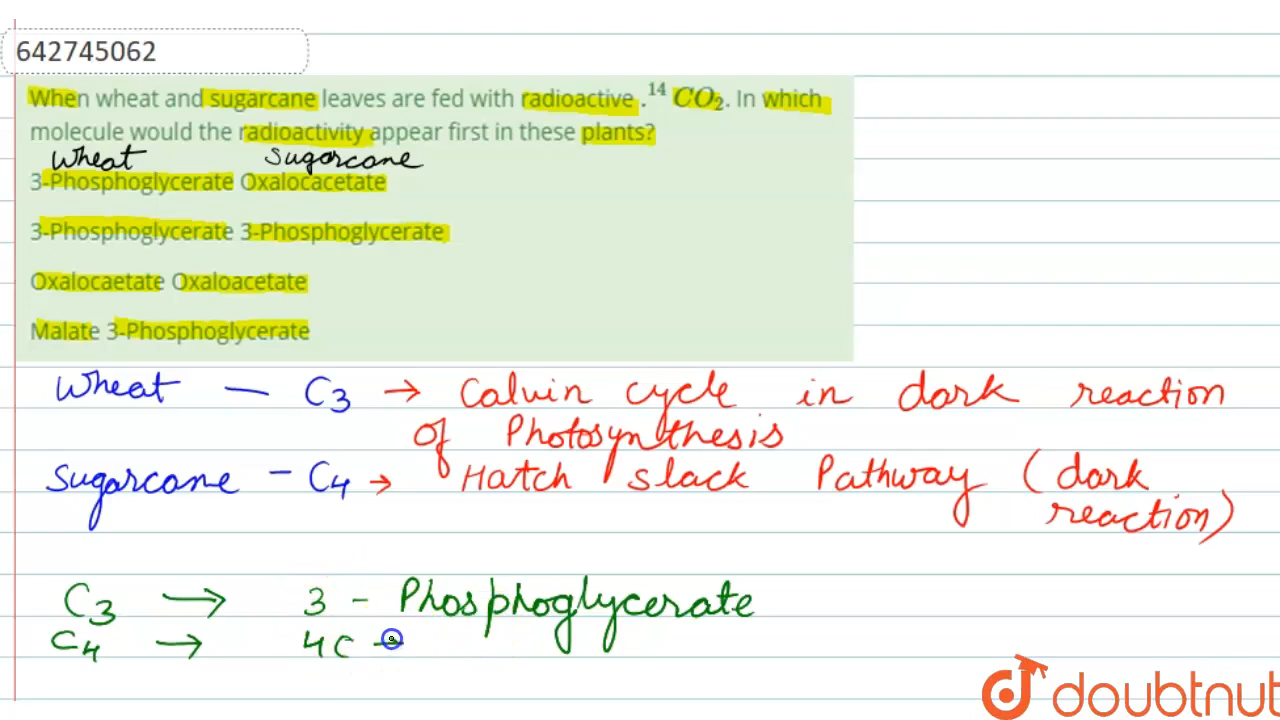 642745062
When wheat and sugarcane leaves are fed with radioactive .¹⁴CO₂. In which
molecule would the radioactivity appear first in these plants?
Wheat Sugarcane
3-Phosphoglycerate Oxalocacetate
3-Phosphoglycerate 3-Phosphoglycerate
Oxalocaetate Oxaloacetate
Malate 3-Phosphoglycerate
Wheat - C3 → Calvin cycle in dark reaction
of Photosynthesis
Sugarcane - C4 → Hatch slack Pathway (dark
reaction)
C3 → 3 - Phosphoglycerate
C4 → 4C →
doubtnut